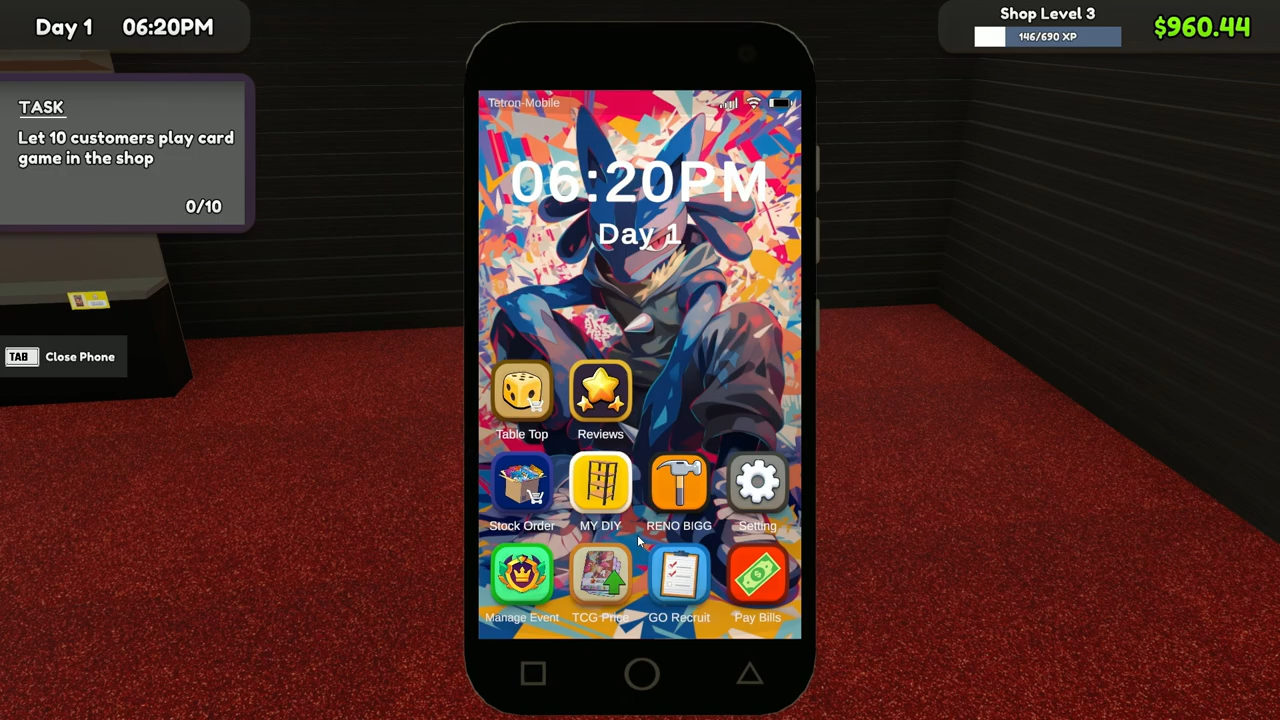 Day 1 06:20PM
Shop Level 3
146/690 XP
$960.44
TASK
Let 10 customers play card
game in the shop
0/10
TAB Close Phone
Tetron-Mobile
06:20PM
Day 1
Table Top Reviews
Stock Order MY DIY RENO BIGG Setting
Manage Event TCG Price GO Recruit Pay Bills